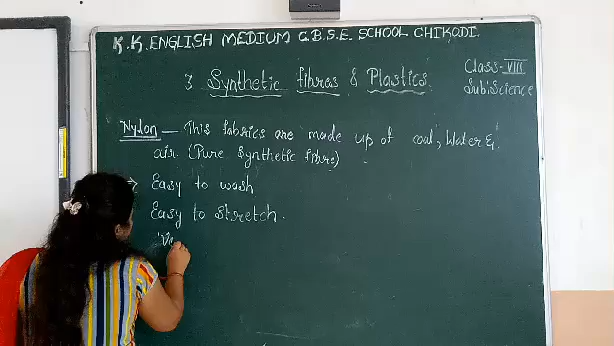 K.K. ENGLISH MEDIUM C.B.S.E. SCHOOL CHIKODI.
3 Synthetic fibres & Plastics.
Class-VIII
Sub:Science
Nylon — This fabrics are made up of coal, Water &
air. (Pure Synthetic fibre)
→ Easy to wash
Easy to stretch.
Ve